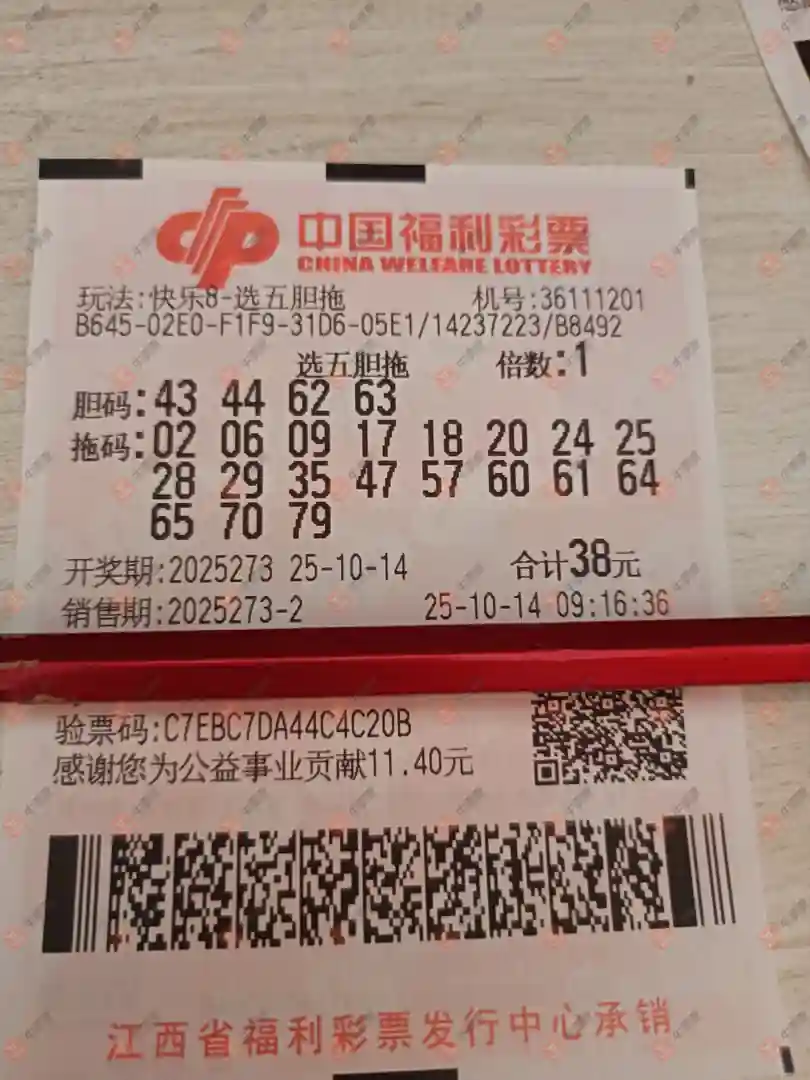 中国福利彩票
CHINA WELFARE LOTTERY
玩法:快乐8-选五胆拖 机号:36111201
B645-02E0-F1F9-31D6-05E1/14237223/B8492
选五胆拖 倍数:1
胆码:43 44 62 63
拖码:02 06 09 17 18 20 24 25
28 29 35 47 57 60 61 64
65 70 79
开奖期:2025273 25-10-14 合计38元
销售期:2025273-2 25-10-14 09:16:36
验票码:C7EBC7DA44C4C20B
感谢您为公益事业贡献11.40元
江西省福利彩票发行中心承销